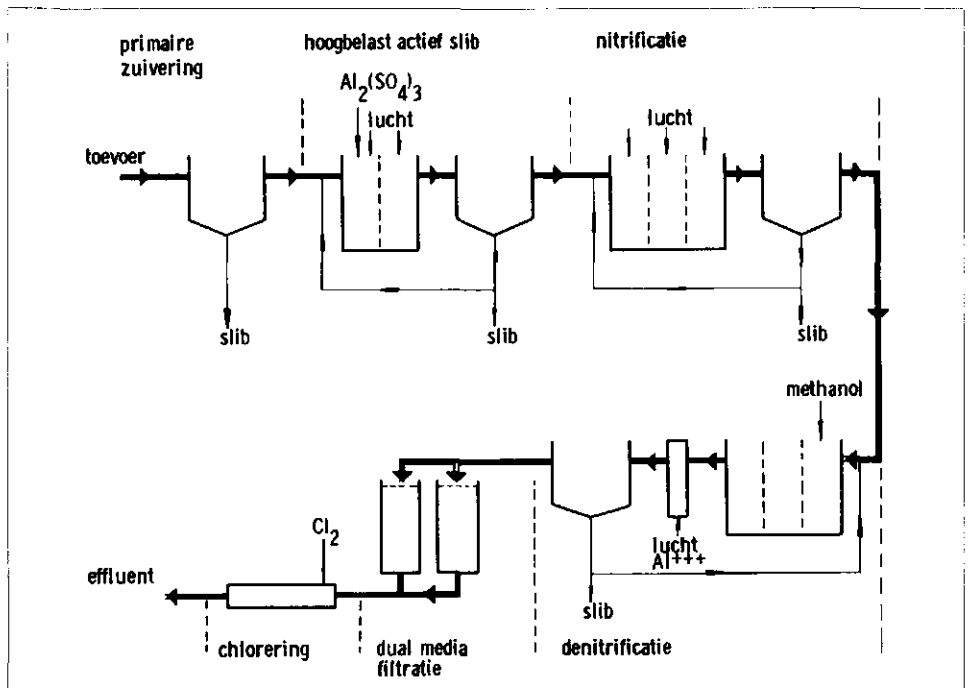 primaire
zuivering
hoogbelast actief slib
nitrificatie
Al2(SO4)3
lucht
lucht
toevoer
slib
slib
slib
methanol
Cl2
lucht
Al+++
effluent
slib
chlorering
dual media
filtratie
denitrificatie